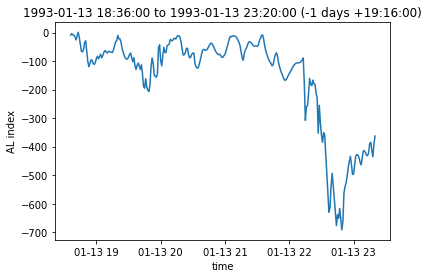 1993-01-13 18:36:00 to 1993-01-13 23:20:00 (-1 days +19:16:00)
0
−100
−200
−300
−400
−500
−600
−700
AL index
01-13 19 01-13 20 01-13 21 01-13 22 01-13 23
time